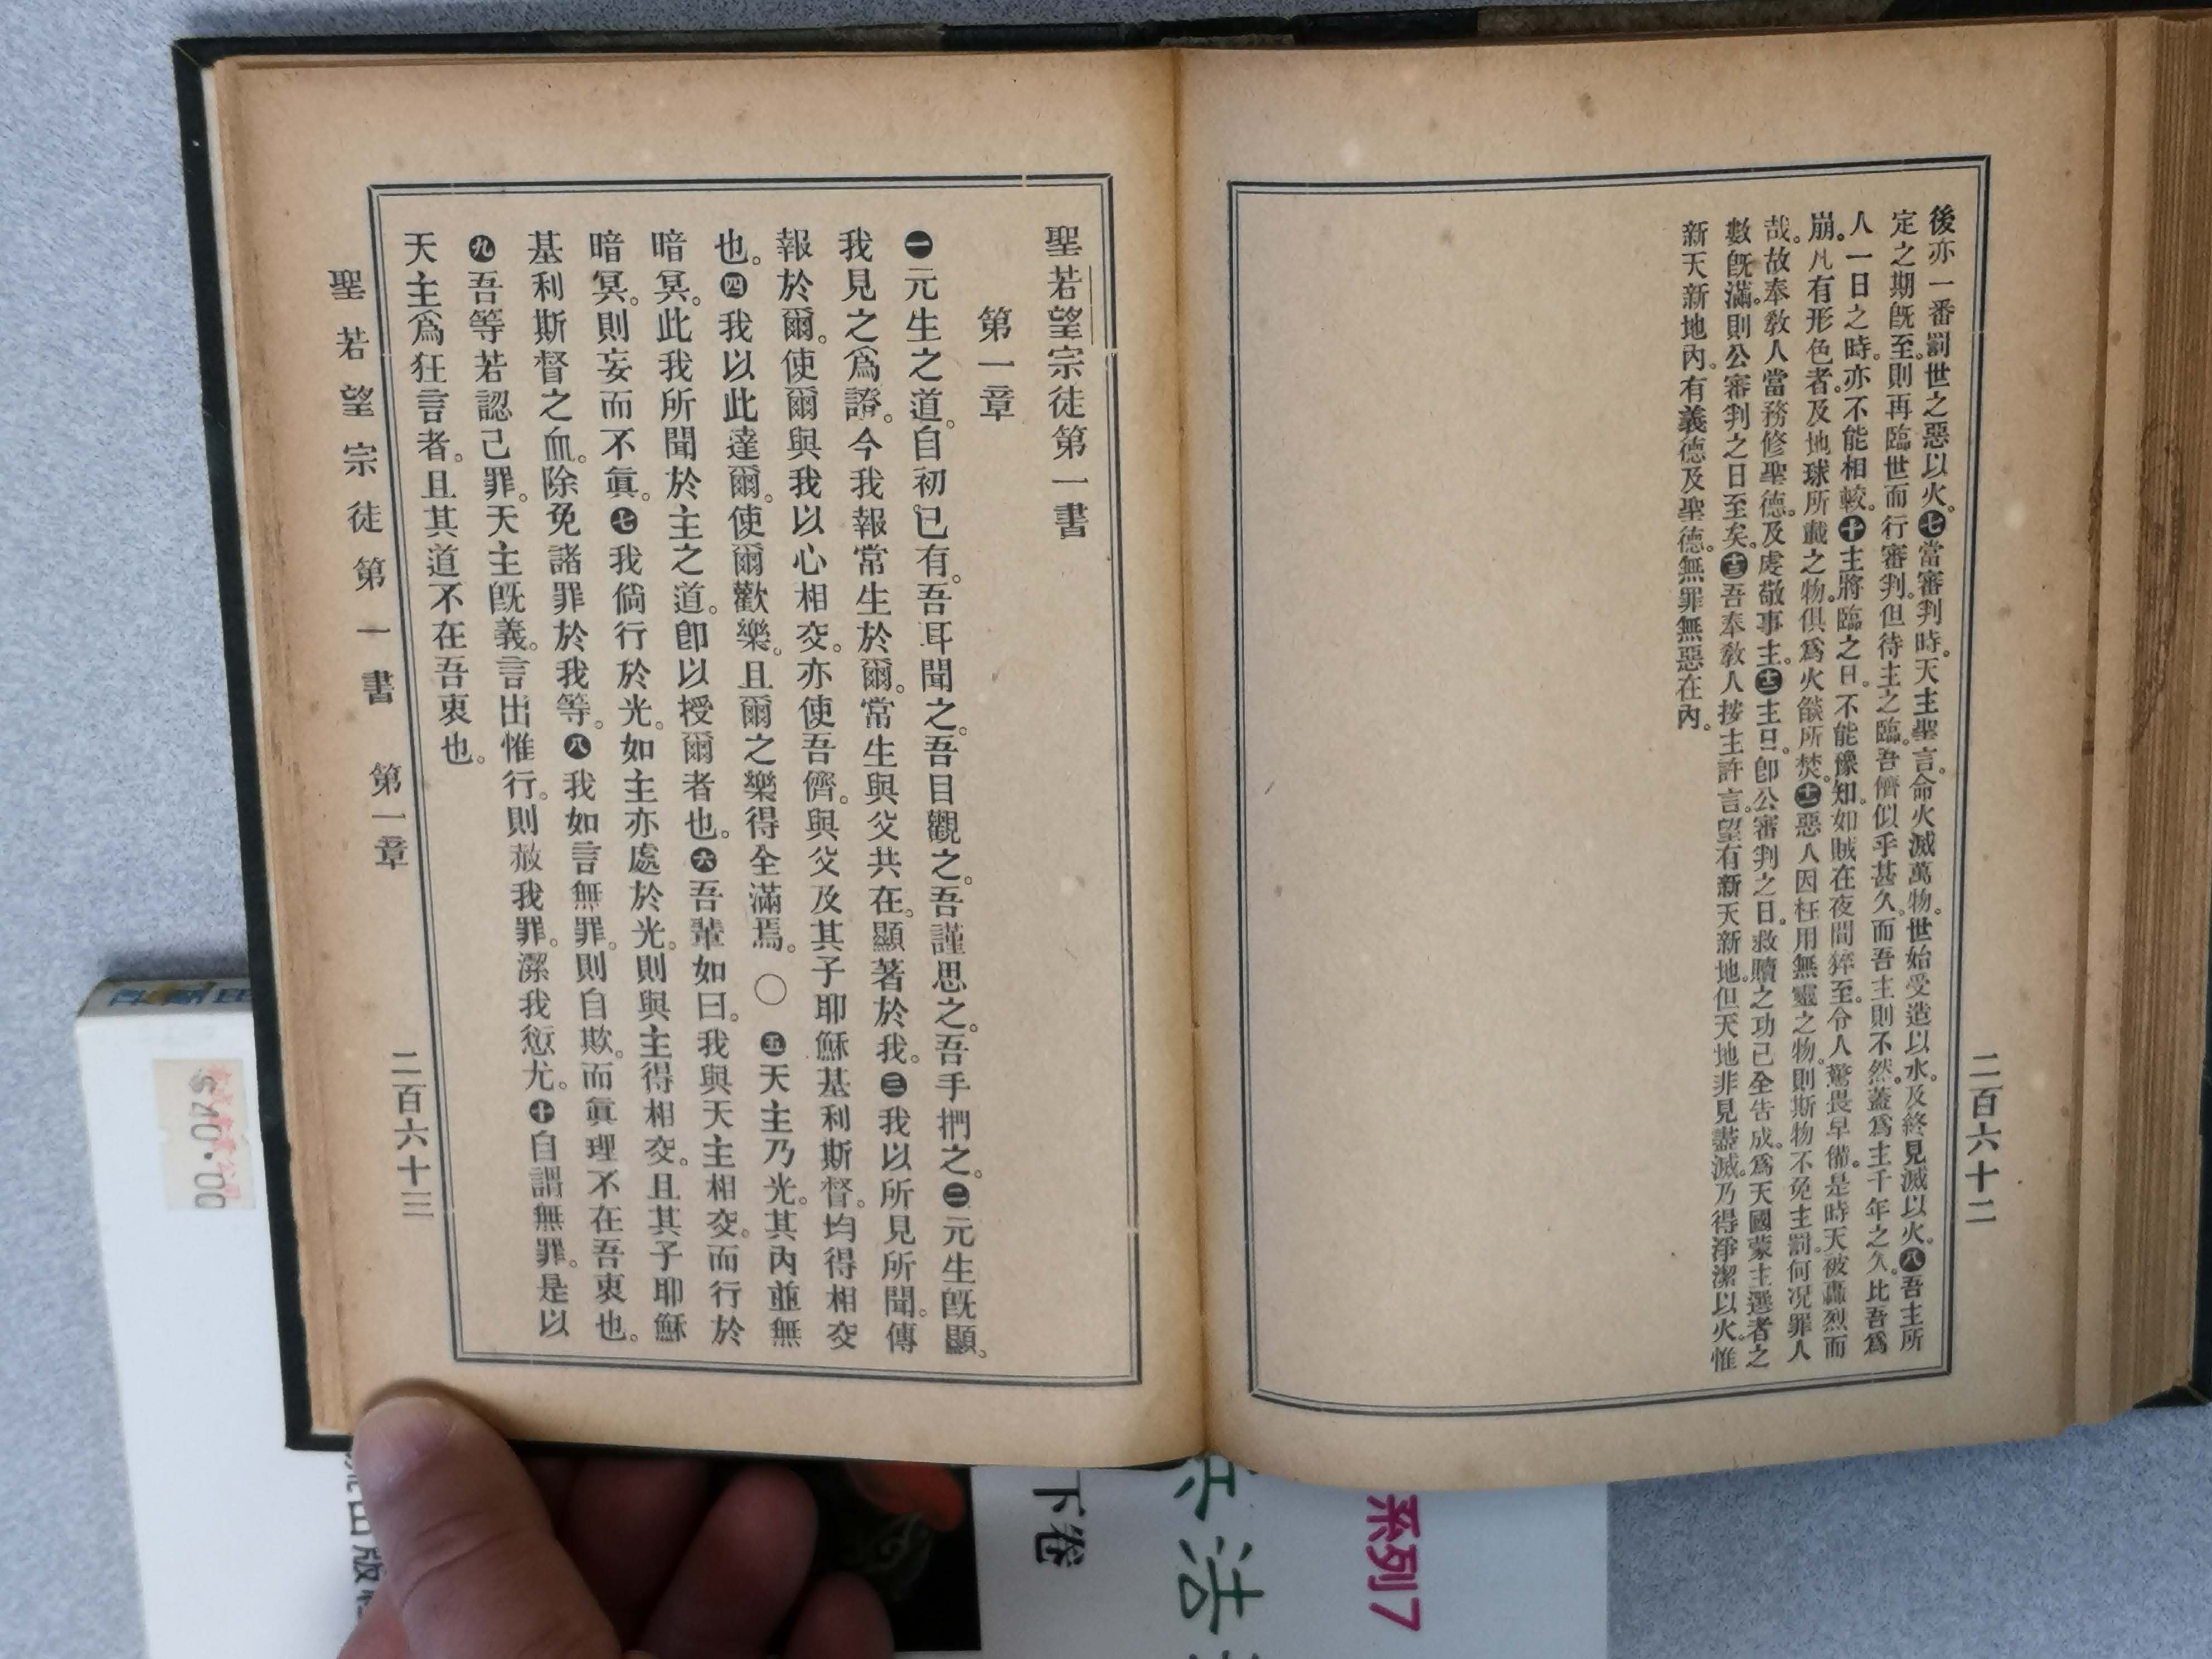 後亦一番罰世之惡以火。七當審判時。天主聖言。命火滅萬物。世始受造以水。及終見滅以火。八吾主所
定之期旣至。則再臨世而行審判。但待主之臨。吾儕似乎甚久。而吾主則不然。蓋爲主千年之久。比吾爲
人一日之時。亦不能相較。十主將臨之日。不能豫知。如賊在夜間猝至。令人驚畏早備。是時天被轟烈而
崩。凡有形色者。及地球所載之物。俱爲火燄所焚。十一惡人因枉用無靈之物。則斯物不免主罰。何况罪人
哉。故奉敎人當務修聖德。及虔敬事主。十二主日。卽公審判之日。救贖之功已全告成。爲天國蒙主選者之
數旣滿。則公審判之日至矣。十三吾奉敎人按主許言。望有新天新地。但天地非見盡滅。乃得淨潔以火。惟
新天新地內。有義德及聖德。無罪無惡在內。
二百六十二
聖若望宗徒第一書
第一章
一元生之道。自初已有。吾耳聞之。吾目觀之。吾謹思之。吾手捫之。二元生旣顯。
我見之爲證。今我報常生於爾。常生與父共在。顯著於我。三我以所見所聞。傳
報於爾。使爾與我以心相交。亦使吾儕。與父及其子耶穌基利斯督。均得相交
也。四我以此達爾。使爾歡樂。且爾之樂得全滿焉。○五天主乃光。其內並無
暗冥。此我所聞於主之道。卽以授爾者也。六吾輩如曰。我與天主相交。而行於
暗冥。則妄而不眞。七我倘行於光。如主亦處於光。則與主得相交。且其子耶穌
基利斯督之血。除免諸罪於我等。八我如言無罪。則自欺。而眞理不在吾衷也。
九吾等若認己罪。天主旣義。言出惟行。則赦我罪。潔我愆尤。十自謂無罪。是以
天主爲狂言者。且其道不在吾衷也。
聖若望宗徒第一書 第一章
二百六十三
$40.00
下卷
法
系列7